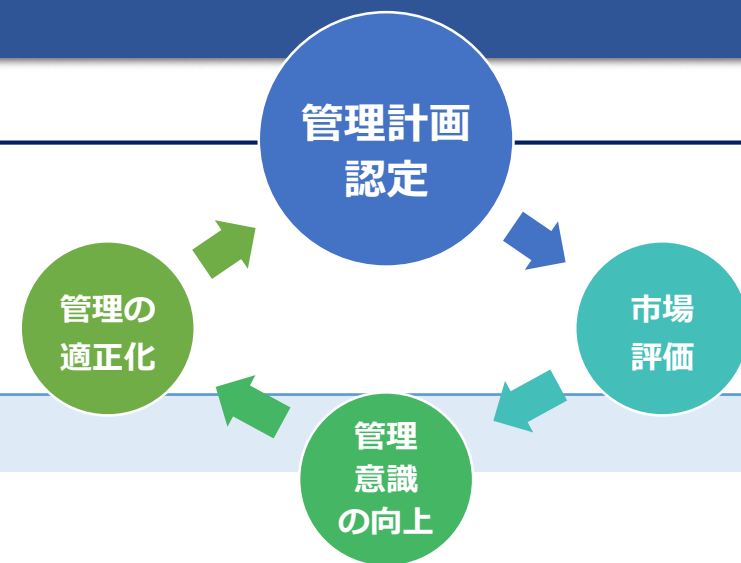 管理計画
認定
管理の
適正化
市場
評価
管理
意識
の向上